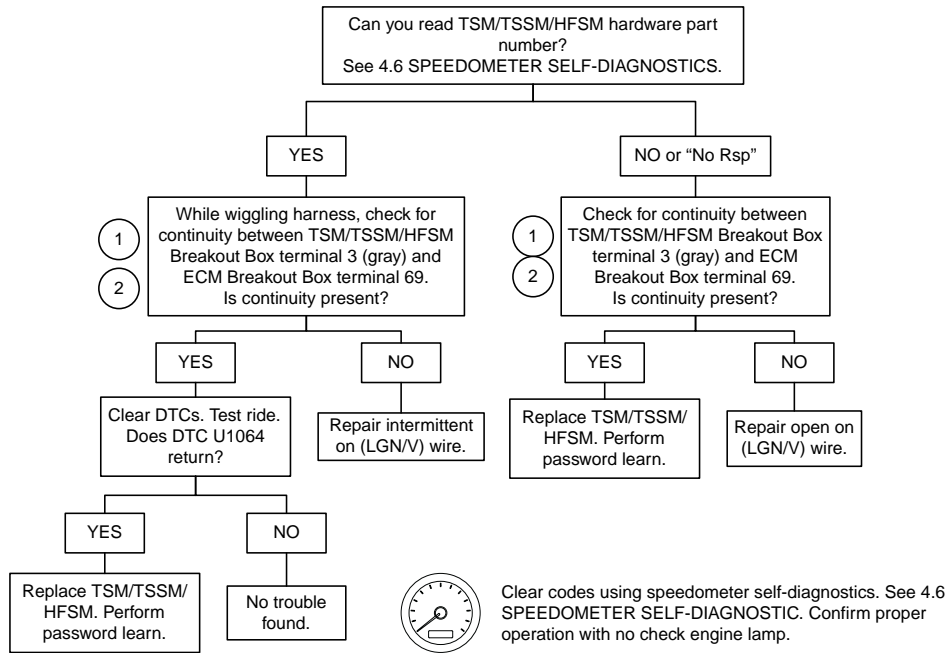 Can you read TSM/TSSM/HFSM hardware part
number?
See 4.6 SPEEDOMETER SELF-DIAGNOSTICS.
YES
NO or “No Rsp”
1
2
While wiggling harness, check for
continuity between TSM/TSSM/HFSM
Breakout Box terminal 3 (gray) and
ECM Breakout Box terminal 69.
Is continuity present?
1
2
Check for continuity between
TSM/TSSM/HFSM Breakout Box
terminal 3 (gray) and ECM
Breakout Box terminal 69.
Is continuity present?
YES
NO
YES
NO
Clear DTCs. Test ride.
Does DTC U1064
return?
Repair intermittent
on (LGN/V) wire.
Replace TSM/TSSM/
HFSM. Perform
password learn.
Repair open on
(LGN/V) wire.
YES
NO
Replace TSM/TSSM/
HFSM. Perform
password learn.
No trouble
found.
Clear codes using speedometer self-diagnostics. See 4.6
SPEEDOMETER SELF-DIAGNOSTIC. Confirm proper
operation with no check engine lamp.